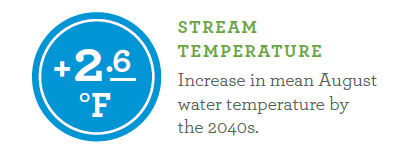 +2.6
°F
STREAM
TEMPERATURE
Increase in mean August
water temperature by
the 2040s.